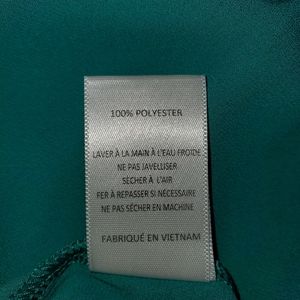 100% POLYESTER
LAVER À LA MAIN À L'EAU FROIDE
NE PAS JAVELLISER
SÉCHER À L'AIR
FER À REPASSER SI NÉCESSAIRE
NE PAS SÉCHER EN MACHINE
FABRIQUÉ EN VIETNAM